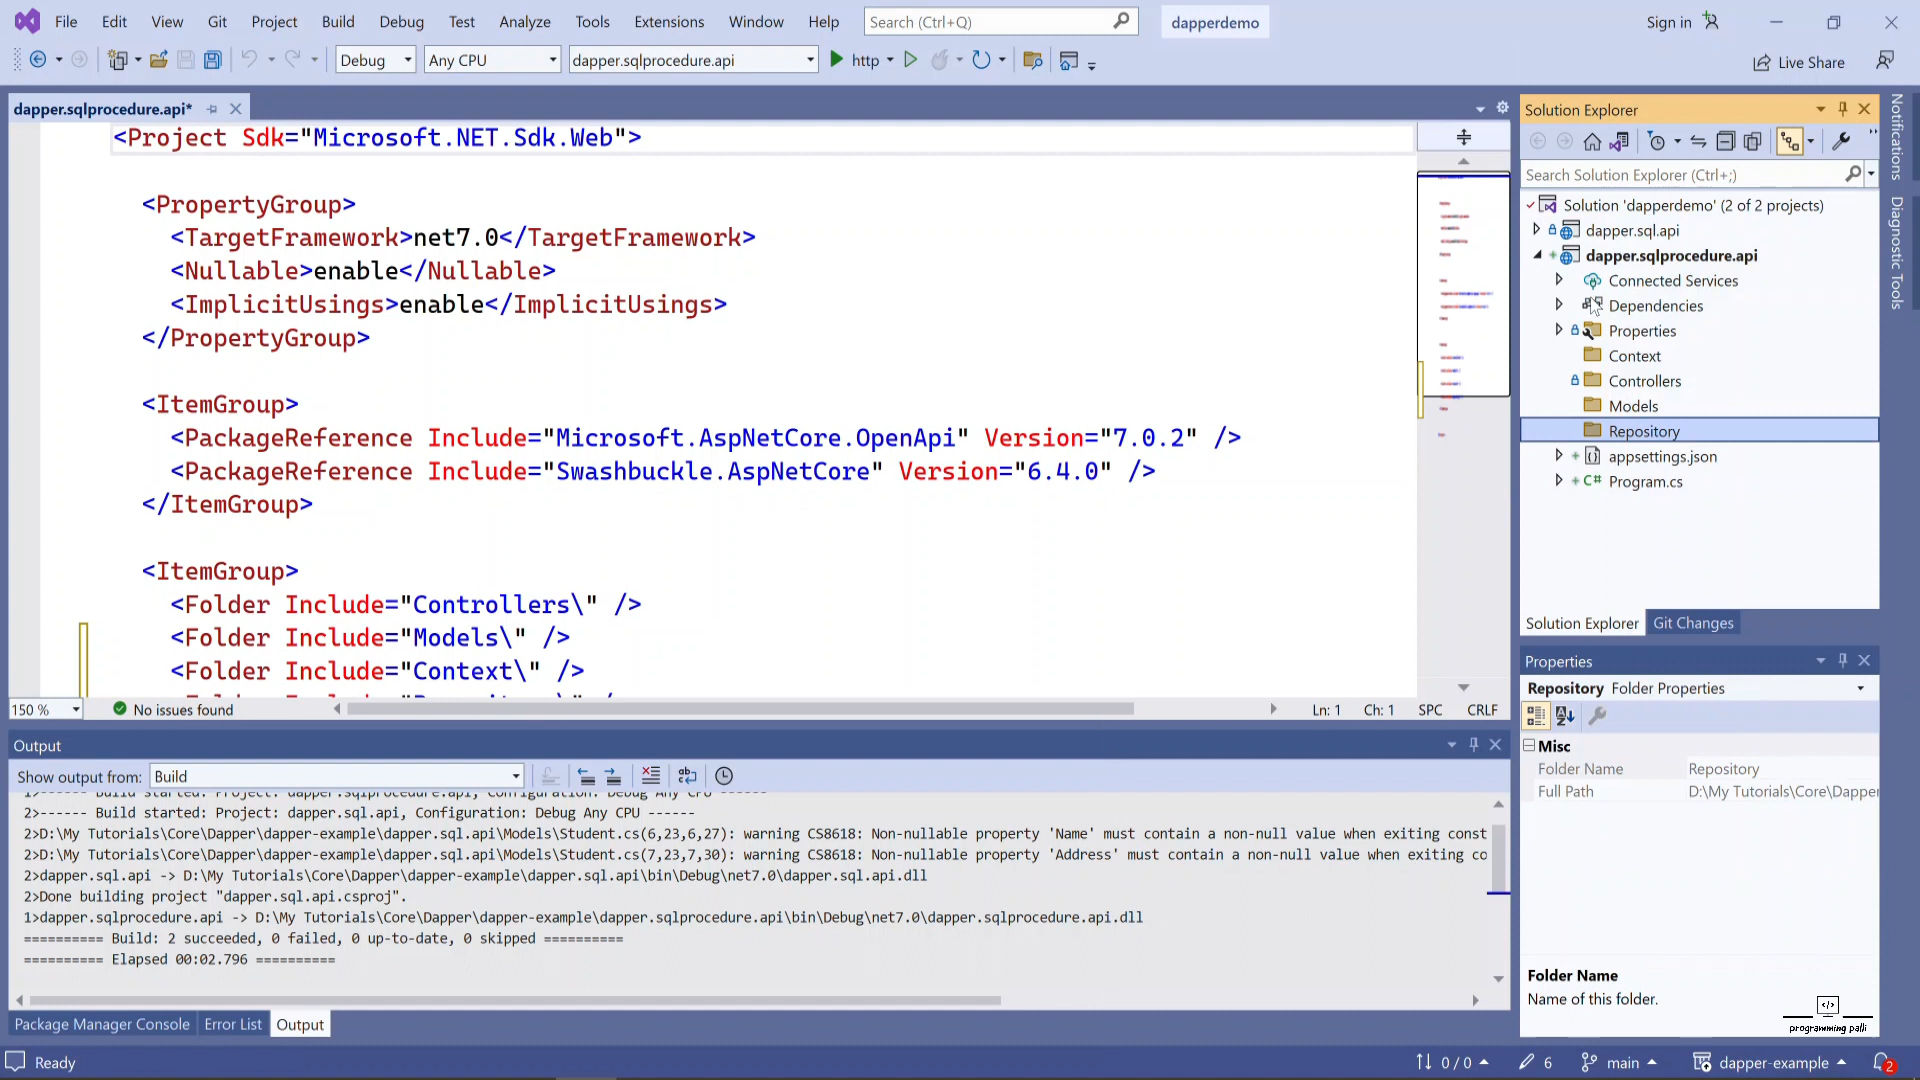 File Edit View Git Project Build Debug Test Analyze Tools Extensions Window Help Search (Ctrl+Q) dapperdemo Sign in
Debug Any CPU dapper.sqlprocedure.api http Live Share
dapper.sqlprocedure.api*
<Project Sdk="Microsoft.NET.Sdk.Web">
<PropertyGroup>
<TargetFramework>net7.0</TargetFramework>
<Nullable>enable</Nullable>
<ImplicitUsings>enable</ImplicitUsings>
</PropertyGroup>
<ItemGroup>
<PackageReference Include="Microsoft.AspNetCore.OpenApi" Version="7.0.2" />
<PackageReference Include="Swashbuckle.AspNetCore" Version="6.4.0" />
</ItemGroup>
<ItemGroup>
<Folder Include="Controllers\" />
<Folder Include="Models\" />
<Folder Include="Context\" />
150 % No issues found Ln: 1 Ch: 1 SPC CRLF
Output
Show output from: Build
1>------ Build started: Project: dapper.sqlprocedure.api, Configuration: Debug Any CPU ------
2>------ Build started: Project: dapper.sql.api, Configuration: Debug Any CPU ------
2>D:\My Tutorials\Core\Dapper\dapper-example\dapper.sql.api\Models\Student.cs(6,23,6,27): warning CS8618: Non-nullable property 'Name' must contain a non-null value when exiting const
2>D:\My Tutorials\Core\Dapper\dapper-example\dapper.sql.api\Models\Student.cs(7,23,7,30): warning CS8618: Non-nullable property 'Address' must contain a non-null value when exiting co
2>dapper.sql.api -> D:\My Tutorials\Core\Dapper\dapper-example\dapper.sql.api\bin\Debug\net7.0\dapper.sql.api.dll
2>Done building project "dapper.sql.api.csproj".
1>dapper.sqlprocedure.api -> D:\My Tutorials\Core\Dapper\dapper-example\dapper.sqlprocedure.api\bin\Debug\net7.0\dapper.sqlprocedure.api.dll
========== Build: 2 succeeded, 0 failed, 0 up-to-date, 0 skipped ==========
========== Elapsed 00:02.796 ==========
Package Manager Console Error List Output
Solution Explorer
Search Solution Explorer (Ctrl+;)
Solution 'dapperdemo' (2 of 2 projects)
dapper.sql.api
dapper.sqlprocedure.api
Connected Services
Dependencies
Properties
Context
Controllers
Models
Repository
appsettings.json
C# Program.cs
Solution Explorer Git Changes
Properties
Repository Folder Properties
Misc
Folder Name Repository
Full Path D:\My Tutorials\Core\Dapper
Folder Name
Name of this folder.
programming palli
Notifications
Diagnostic Tools
Ready 0 / 0 6 main dapper-example 2